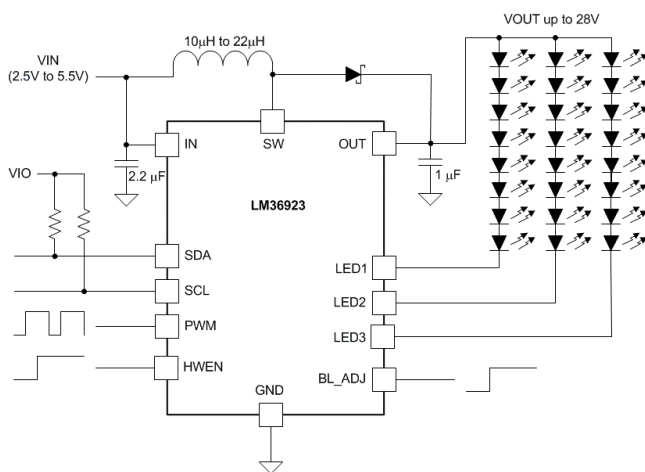 VOUT up to 28V
10µH to 22µH
VIN
(2.5V to 5.5V)
IN
SW
OUT
2.2 µF
1 µF
VIO
LM36923
SDA
LED1
SCL
LED2
PWM
LED3
HWEN
GND
BL_ADJ